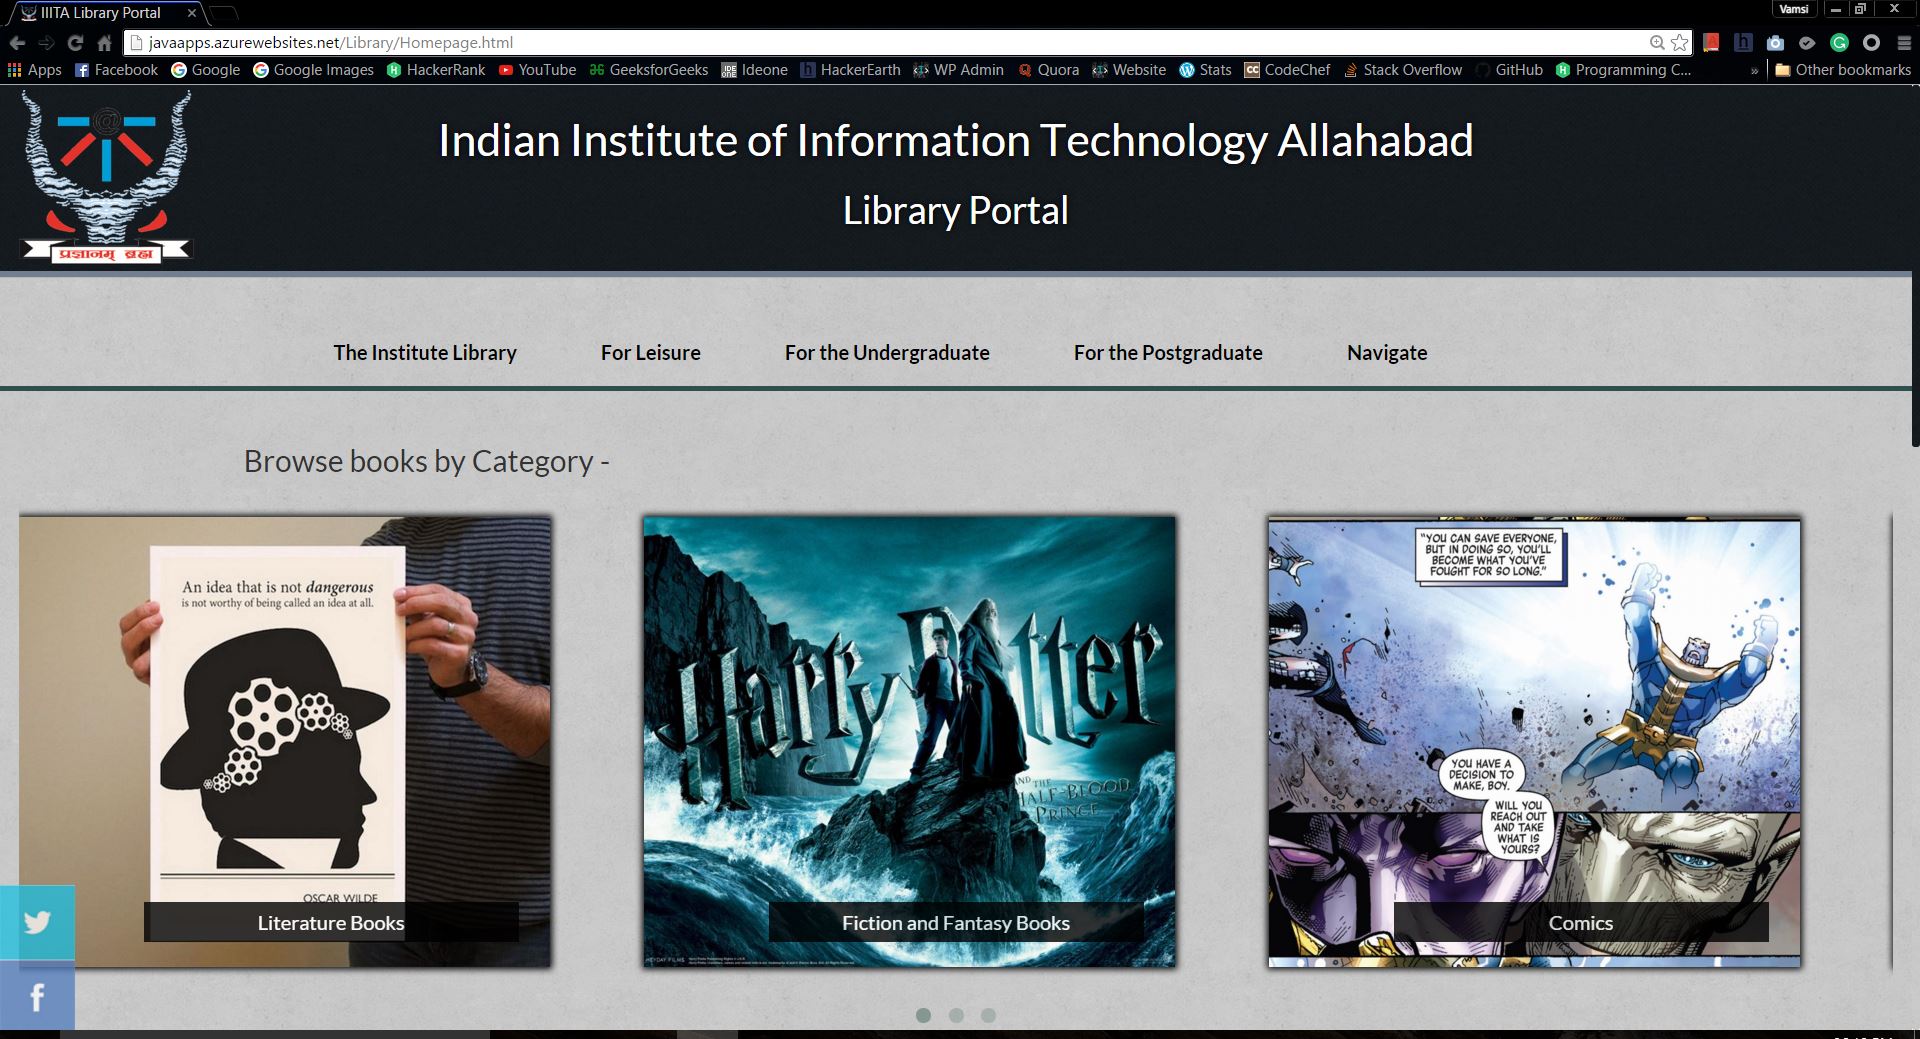 IIITA Library Portal
Vamsi
javaapps.azurewebsites.net/Library/Homepage.html
Apps Facebook Google Google Images HackerRank YouTube GeeksforGeeks Ideone HackerEarth WP Admin Quora Website Stats CodeChef Stack Overflow GitHub Programming C... » Other bookmarks
@
प्रज्ञानम् ब्रह्म
Indian Institute of Information Technology Allahabad
Library Portal
The Institute Library For Leisure For the Undergraduate For the Postgraduate Navigate
Browse books by Category -
An idea that is not dangerous
is not worthy of being called an idea at all.
OSCAR WILDE
Literature Books
Harry Potter
AND THE
HALF-BLOOD
PRINCE
HEYDAY FILMS
Fiction and Fantasy Books
"YOU CAN SAVE EVERYONE,
BUT IN DOING SO, YOU'LL
BECOME WHAT YOU'VE
FOUGHT FOR SO LONG."
YOU HAVE A
DECISION TO
MAKE, BOY.
WILL YOU
REACH OUT
AND TAKE
WHAT IS
YOURS?
Comics